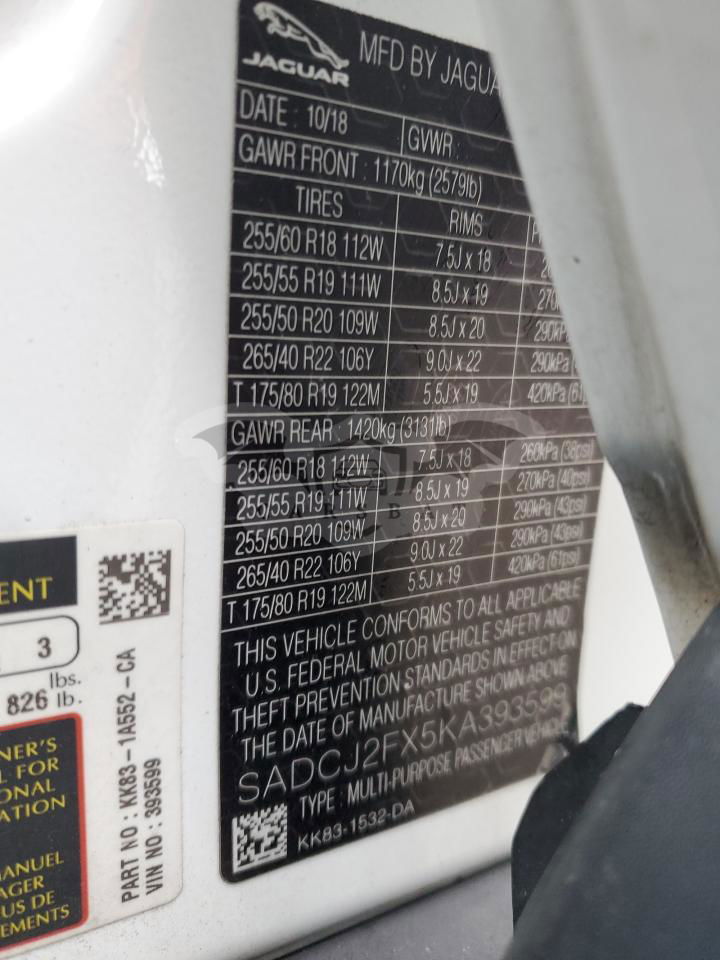 JAGUAR
MFD BY JAGUA
DATE : 10/18 GVWR :
GAWR FRONT : 1170kg (2579lb)
TIRES RIMS
255/60 R18 112W 7.5J x 18
255/55 R19 111W 8.5J x 19 270
255/50 R20 109W 8.5J x 20 290kP
265/40 R22 106Y 9.0J x 22 290kPa
T 175/80 R19 122M 5.5J x 19 420kPa (61
GAWR REAR : 1420kg (3131lb)
255/60 R18 112W 7.5J x 18 260kPa (38psi)
255/55 R19 111W 8.5J x 19 270kPa (40psi)
255/50 R20 109W 8.5J x 20 290kPa (43psi)
265/40 R22 106Y 9.0J x 22 290kPa (43psi)
T 175/80 R19 122M 5.5J x 19 420kPa (61psi)
THIS VEHICLE CONFORMS TO ALL APPLICABLE
U.S. FEDERAL MOTOR VEHICLE SAFETY AND
THEFT PREVENTION STANDARDS IN EFFECT ON
THE DATE OF MANUFACTURE SHOWN ABOVE
SADCJ2FX5KA393599
TYPE : MULTI-PURPOSE PASSENGER VEHICL
KK83-1532-DA
ENT
3
lbs.
826 lb.
NER'S
L FOR
ONAL
ATION
MANUEL
AGER
US DE
EMENTS
PART NO : KK83-1A552-CA
VIN NO : 393599